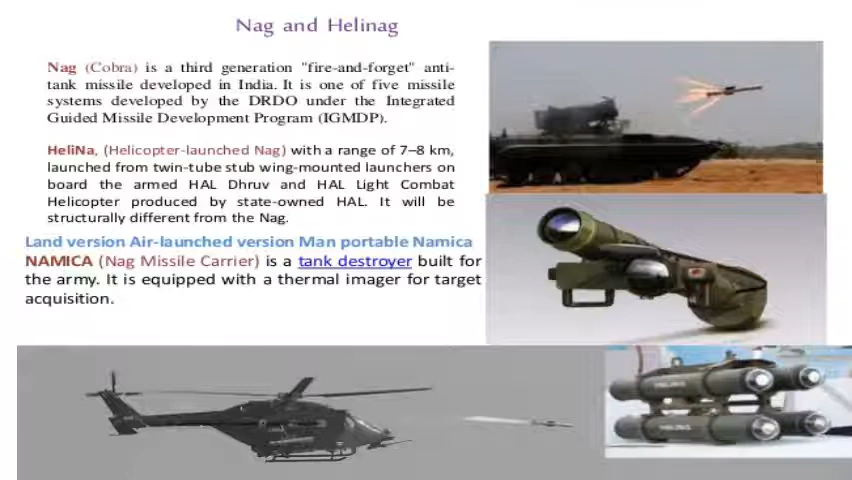 Nag and Helinag
Nag (Cobra) is a third generation "fire-and-forget" anti-
tank missile developed in India. It is one of five missile
systems developed by the DRDO under the Integrated
Guided Missile Development Program (IGMDP).
HeliNa, (Helicopter-launched Nag) with a range of 7–8 km,
launched from twin-tube stub wing-mounted launchers on
board the armed HAL Dhruv and HAL Light Combat
Helicopter produced by state-owned HAL. It will be
structurally different from the Nag.
Land version Air-launched version Man portable Namica
NAMICA (Nag Missile Carrier) is a tank destroyer built for
the army. It is equipped with a thermal imager for target
acquisition.
HELINA
HELINA